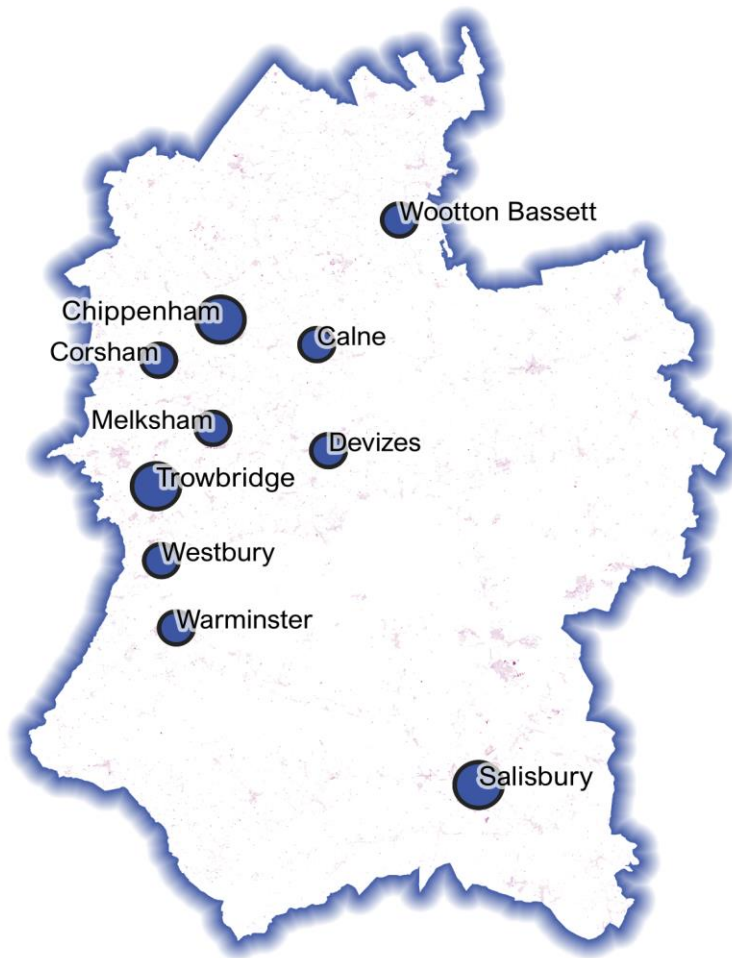 Wootton Bassett
Chippenham
Calne
Corsham
Melksham
Devizes
Trowbridge
Westbury
Warminster
Salisbury